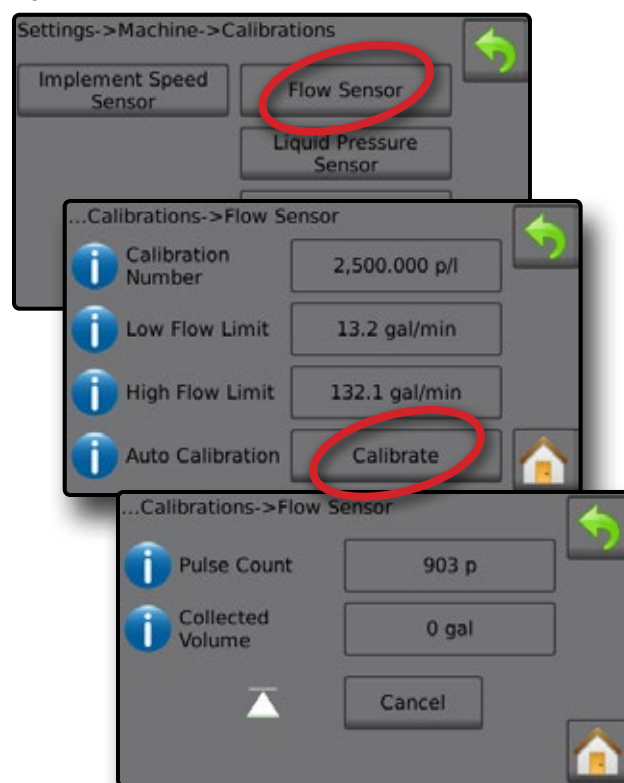 Settings->Machine->Calibrations
Implement Speed
Sensor
Flow Sensor
Liquid Pressure
Sensor
...Calibrations->Flow Sensor
Calibration
Number
2,500.000 p/l
Low Flow Limit
13.2 gal/min
High Flow Limit
132.1 gal/min
Auto Calibration
Calibrate
...Calibrations->Flow Sensor
Pulse Count
903 p
Collected
Volume
0 gal
Cancel